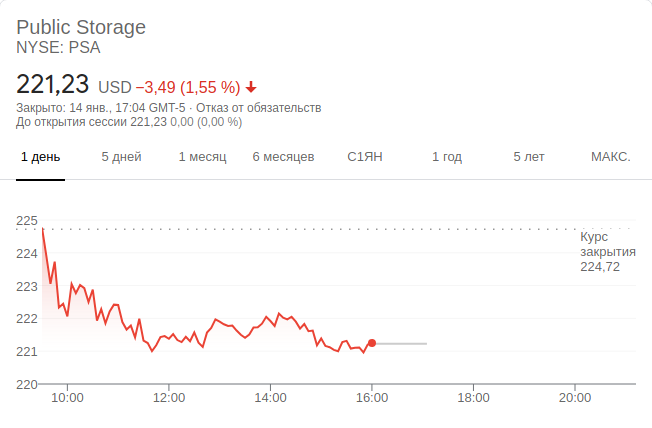 Public Storage
NYSE: PSA
221,23 USD −3,49 (1,55 %)
Закрыто: 14 янв., 17:04 GMT-5 · Отказ от обязательств
До открытия сессии 221,23 0,00 (0,00 %)
1 день 5 дней 1 месяц 6 месяцев С1ЯН 1 год 5 лет МАКС.
225
Курс
закрытия
224,72
224
223
222
221
220
10:00 12:00 14:00 16:00 18:00 20:00